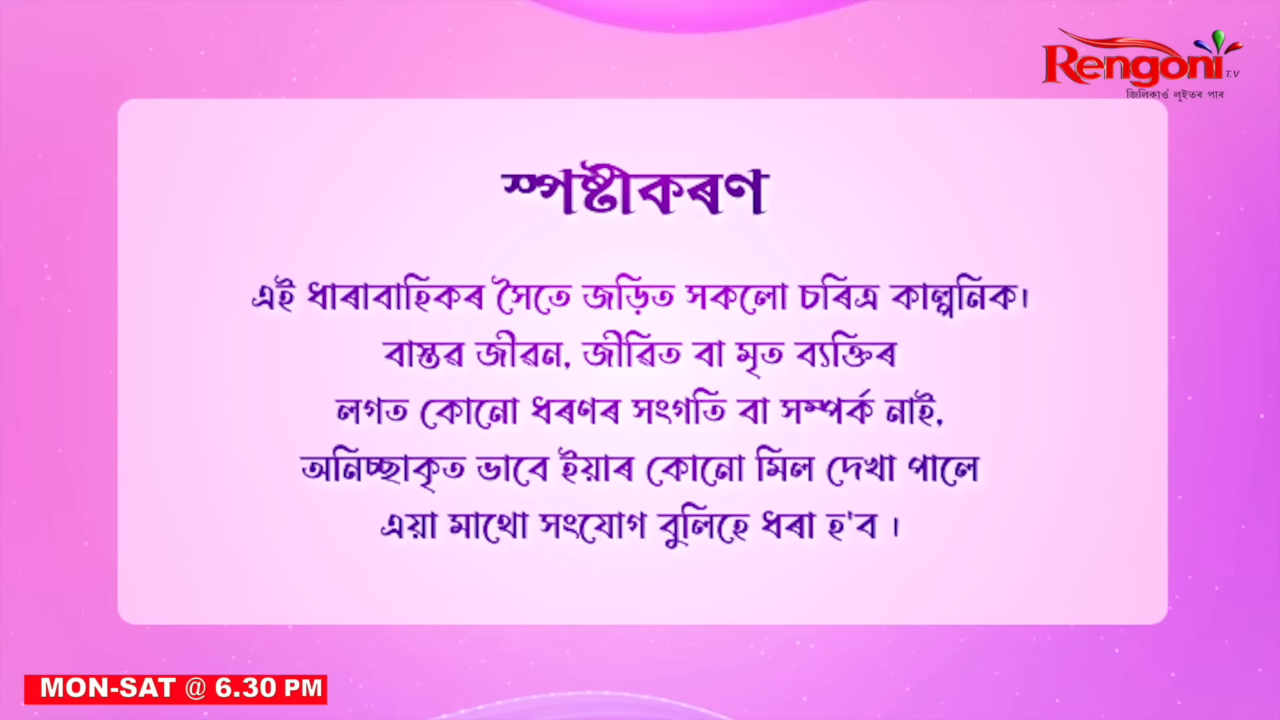 Rengoni T.V
জিলিকাওঁ লুইতৰ পাৰ
স্পষ্টীকৰণ
এই ধাৰাবাহিকৰ সৈতে জড়িত সকলো চৰিত্ৰ কাল্পনিক।
বাস্তৱ জীৱন, জীৱিত বা মৃত ব্যক্তিৰ
লগত কোনো ধৰণৰ সংগতি বা সম্পৰ্ক নাই,
অনিচ্ছাকৃত ভাবে ইয়াৰ কোনো মিল দেখা পালে
এয়া মাথো সংযোগ বুলিহে ধৰা হ'ব ।
MON-SAT @ 6.30 PM